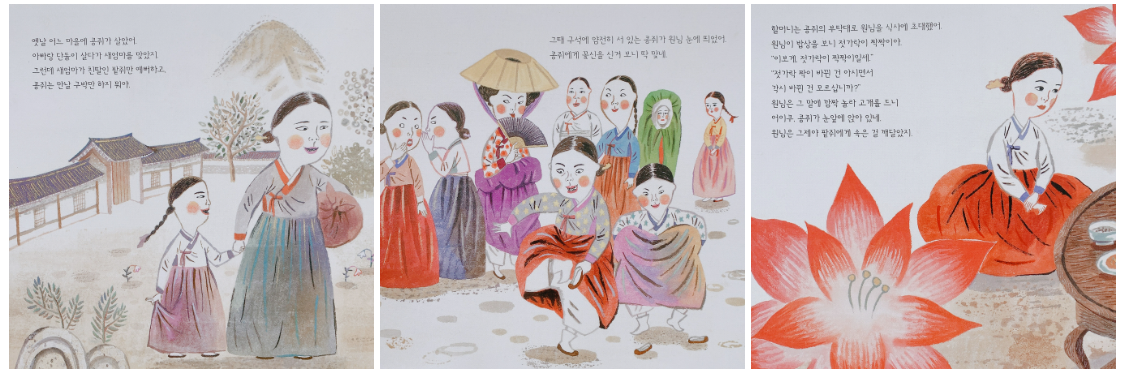 옛날 어느 마을에 콩쥐가 살았어.
아빠랑 단둘이 살다가 새엄마를 맞았지.
그런데 새엄마가 친딸인 팥쥐만 예뻐하고,
콩쥐는 만날 구박만 하지 뭐야.
그때 구석에 얌전히 서 있는 콩쥐가 원님 눈에 띄었어.
콩쥐에게 꽃신을 신겨 보니 딱 맞네.
할머니는 콩쥐의 부탁대로 원님을 식사에 초대했어.
원님이 밥상을 보니 젓가락이 짝짝이야.
"이보게, 젓가락이 짝짝이일세."
"젓가락 짝이 바뀐 건 아시면서
각시 바뀐 건 모르십니까?"
원님은 그 말에 깜짝 놀라 고개를 드니
어이쿠, 콩쥐가 눈앞에 앉아 있네.
원님은 그제야 팥쥐에게 속은 걸 깨달았지.